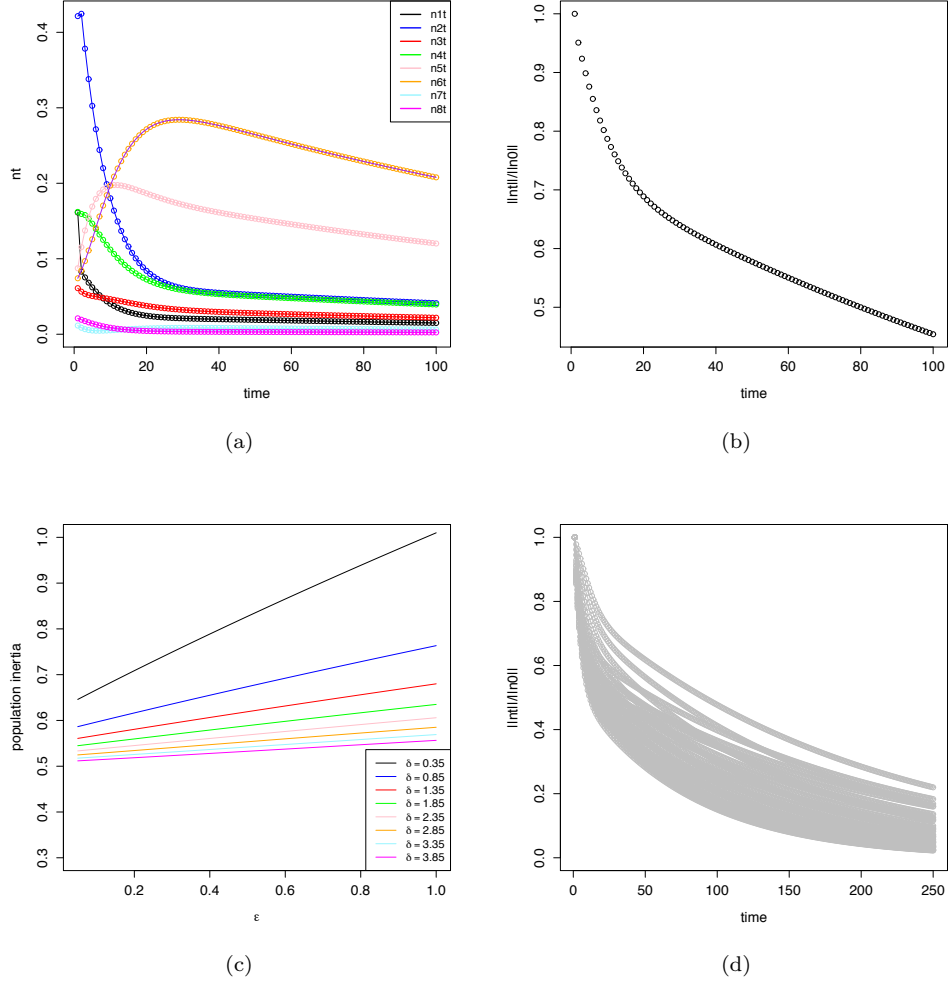 nt
0.0 0.1 0.2 0.3 0.4
n1t
n2t
n3t
n4t
n5t
n6t
n7t
n8t
0 20 40 60 80 100
time
(a)
||nt||/||n0||
0.5 0.6 0.7 0.8 0.9 1.0
0 20 40 60 80 100
time
(b)
population inertia
0.3 0.4 0.5 0.6 0.7 0.8 0.9 1.0
δ = 0.35
δ = 0.85
δ = 1.35
δ = 1.85
δ = 2.35
δ = 2.85
δ = 3.35
δ = 3.85
0.2 0.4 0.6 0.8 1.0
ε
(c)
||nt||/||n0||
0.0 0.2 0.4 0.6 0.8 1.0
0 50 100 150 200 250
time
(d)